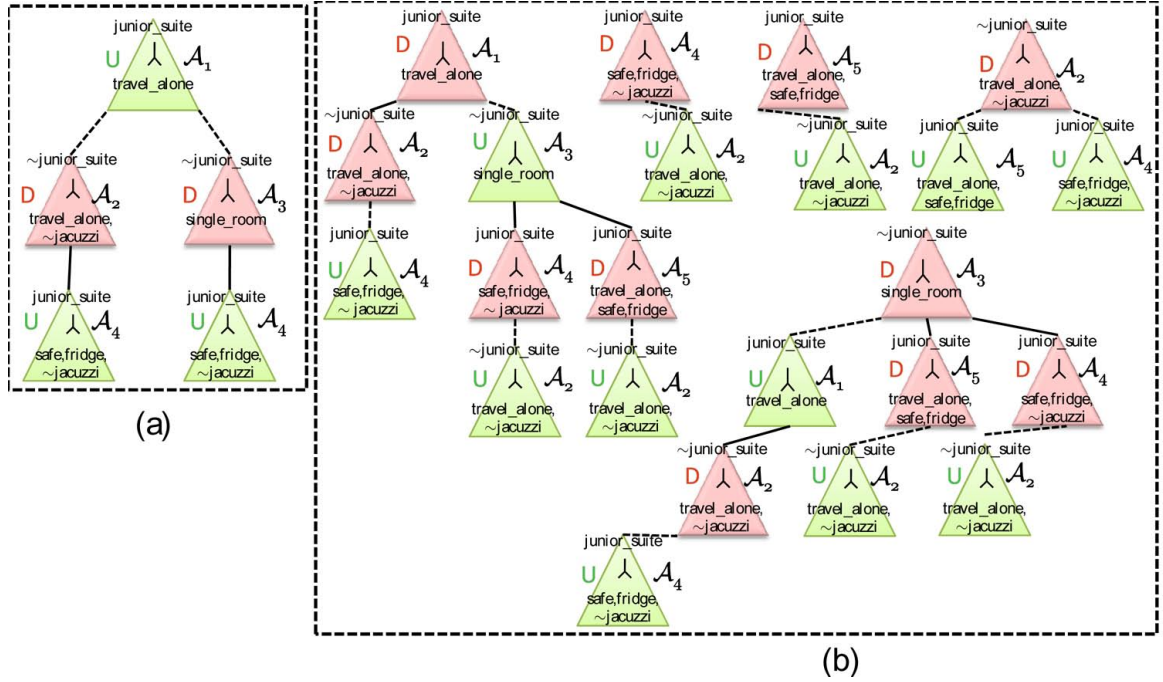 junior_suite
U
𝒜1
travel_alone
~junior_suite
D
𝒜2
travel_alone,
~jacuzzi
~junior_suite
D
𝒜3
single_room
junior_suite
U
𝒜4
safe,fridge,
~jacuzzi
junior_suite
U
𝒜4
safe,fridge,
~jacuzzi
(a)
junior_suite
D
𝒜1
travel_alone
junior_suite
D
𝒜4
safe,fridge,
~jacuzzi
junior_suite
D
𝒜5
travel_alone,
safe,fridge
~junior_suite
D
𝒜2
travel_alone,
~jacuzzi
~junior_suite
D
𝒜2
travel_alone,
~jacuzzi
~junior_suite
U
𝒜3
single_room
~junior_suite
U
𝒜2
travel_alone,
~jacuzzi
~junior_suite
U
𝒜2
travel_alone,
~jacuzzi
junior_suite
U
𝒜5
travel_alone,
safe,fridge
junior_suite
U
𝒜4
safe,fridge,
~jacuzzi
junior_suite
U
𝒜4
safe,fridge,
~jacuzzi
junior_suite
D
𝒜4
safe,fridge,
~jacuzzi
junior_suite
D
𝒜5
travel_alone,
safe,fridge
~junior_suite
D
𝒜3
single_room
~junior_suite
U
𝒜2
travel_alone,
~jacuzzi
~junior_suite
U
𝒜2
travel_alone,
~jacuzzi
junior_suite
U
𝒜1
travel_alone
junior_suite
D
𝒜5
travel_alone,
safe,fridge
junior_suite
D
𝒜4
safe,fridge,
~jacuzzi
~junior_suite
D
𝒜2
travel_alone,
~jacuzzi
~junior_suite
U
𝒜2
travel_alone,
~jacuzzi
~junior_suite
U
𝒜2
travel_alone,
~jacuzzi
junior_suite
U
𝒜4
safe,fridge,
~jacuzzi
(b)